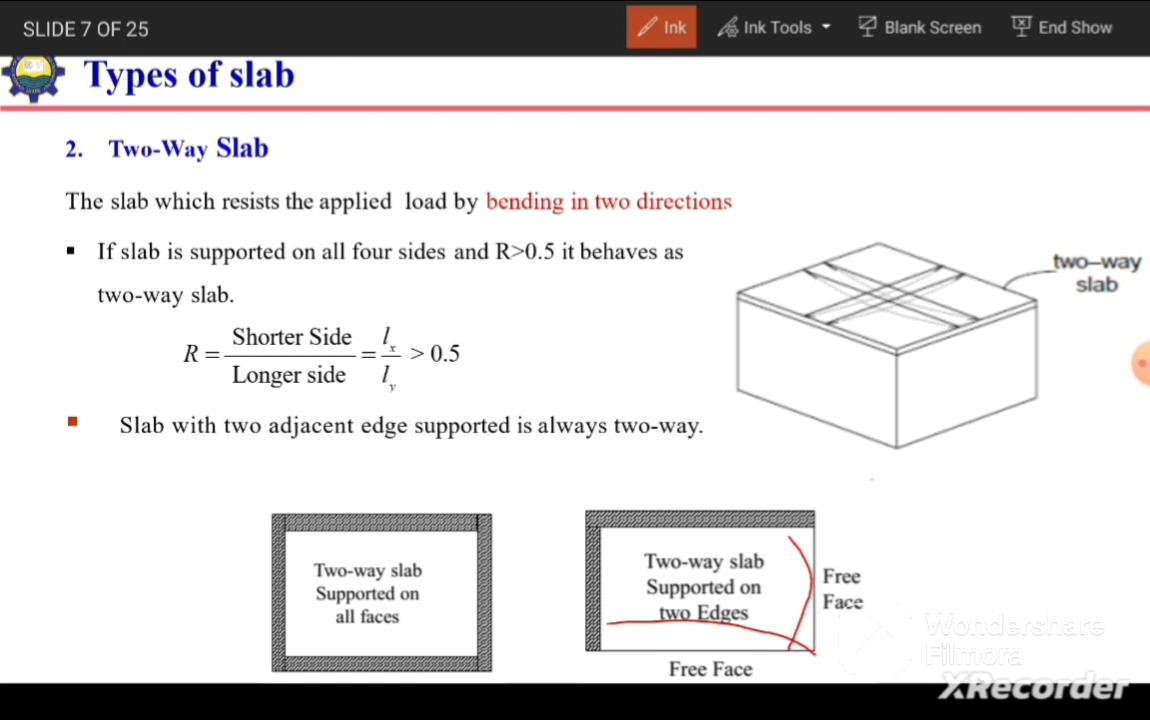 SLIDE 7 OF 25
Ink
Ink Tools
Blank Screen
End Show
Types of slab
2. Two-Way Slab
The slab which resists the applied load by bending in two directions
▪ If slab is supported on all four sides and R>0.5 it behaves as
two-way slab.
R = Shorter Side / Longer side = l_x / l_y > 0.5
▪ Slab with two adjacent edge supported is always two-way.
two-way
slab
Two-way slab
Supported on
all faces
Two-way slab
Supported on
two Edges
Free
Face
Free Face
Wondershare
Filmora
XRecorder